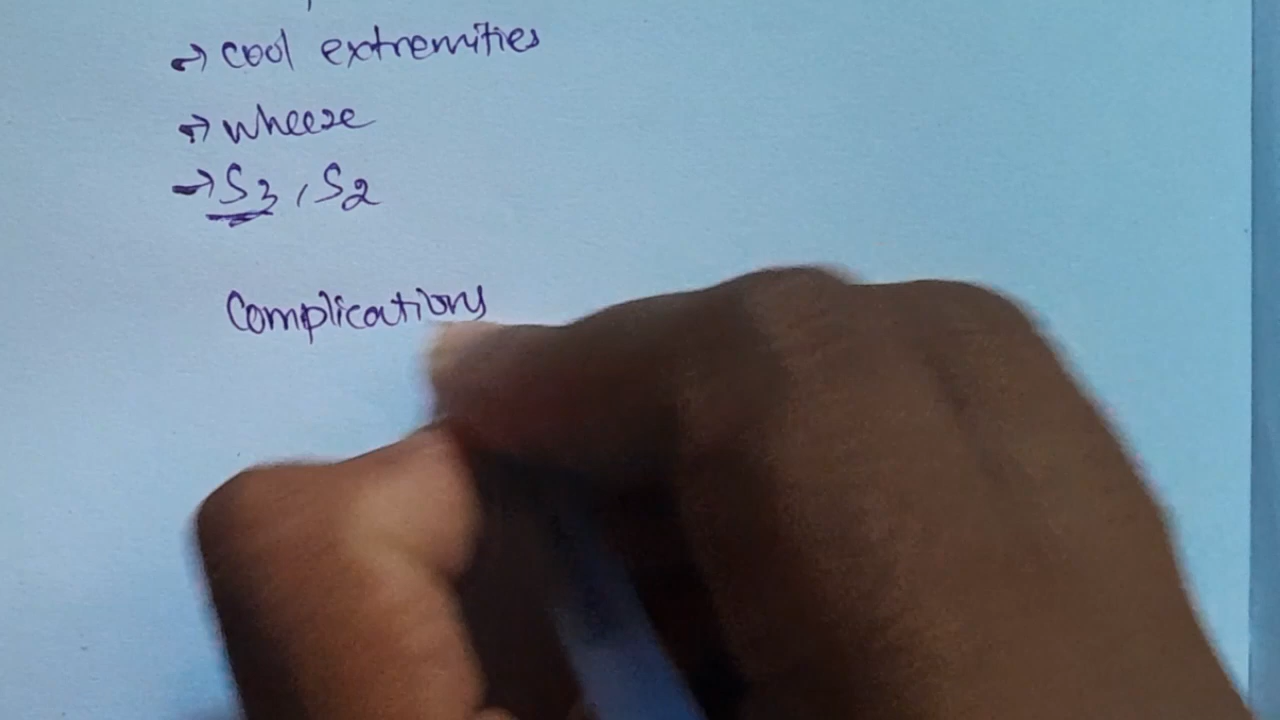 → cool extremities
→ wheeze
→ S3, S2
Complications